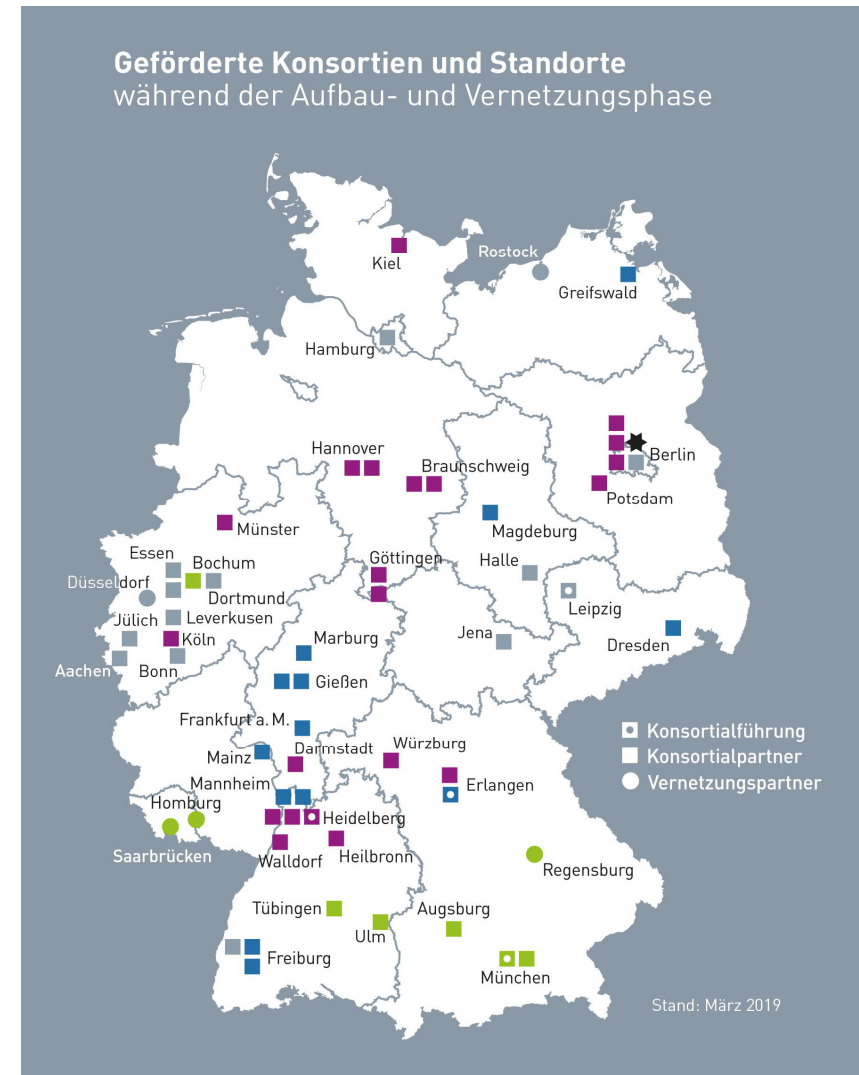 Geförderte Konsortien und Standorte
während der Aufbau- und Vernetzungsphase
Kiel
Rostock
Greifswald
Hamburg
Hannover
Braunschweig
Berlin
Potsdam
Münster
Magdeburg
Essen
Bochum
Göttingen
Halle
Düsseldorf
Dortmund
Leipzig
Jülich
Leverkusen
Köln
Marburg
Jena
Dresden
Aachen
Bonn
Gießen
Frankfurt a.M.
Konsortialführung
Mainz
Darmstadt
Würzburg
Konsortialpartner
Mannheim
Erlangen
Vernetzungspartner
Homburg
Heidelberg
Saarbrücken
Walldorf
Heilbronn
Regensburg
Tübingen
Augsburg
Ulm
Freiburg
München
Stand: März 2019